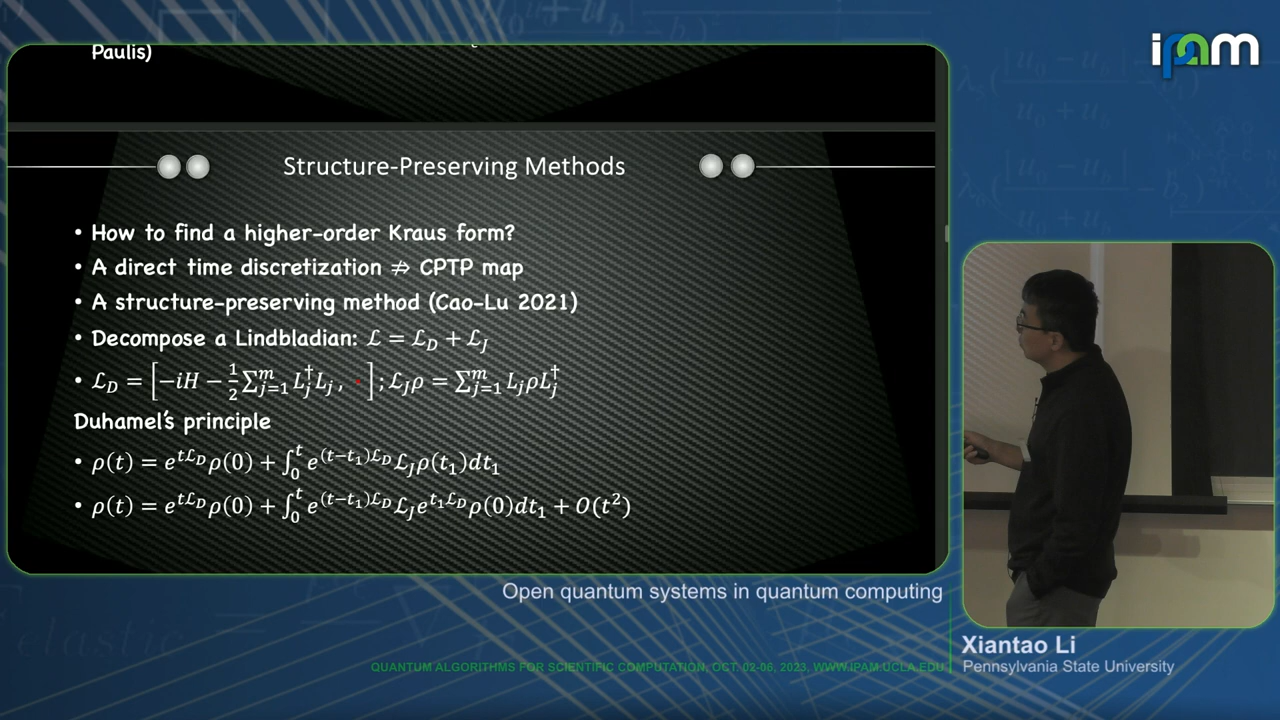 Paulis)
ipam
Structure-Preserving Methods
• How to find a higher-order Kraus form?
• A direct time discretization ⇏ CPTP map
• A structure-preserving method (Cao-Lu 2021)
• Decompose a Lindbladian: ℒ = ℒ_D + ℒ_J
• ℒ_D = [−iH − \frac{1}{2}∑_{j=1}^{m} L_j^† L_j , · ] ; ℒ_J ρ = ∑_{j=1}^{m} L_j ρ L_j^†
Duhamel's principle
• ρ(t) = e^{tℒ_D} ρ(0) + ∫_0^t e^{(t−t_1)ℒ_D} ℒ_J ρ(t_1) dt_1
• ρ(t) = e^{tℒ_D} ρ(0) + ∫_0^t e^{(t−t_1)ℒ_D} ℒ_J e^{t_1 ℒ_D} ρ(0) dt_1 + O(t^2)
Open quantum systems in quantum computing
Xiantao Li
Pennsylvania State University
QUANTUM ALGORITHMS FOR SCIENTIFIC COMPUTATION, OCT. 02-06, 2023, WWW.IPAM.UCLA.EDU
elastic